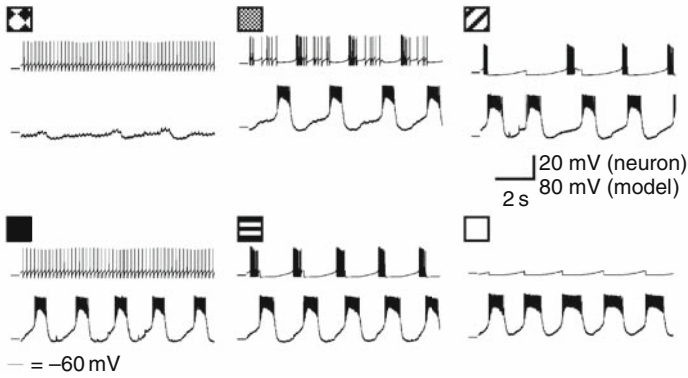 20 mV (neuron)
2 s
80 mV (model)
— = –60 mV